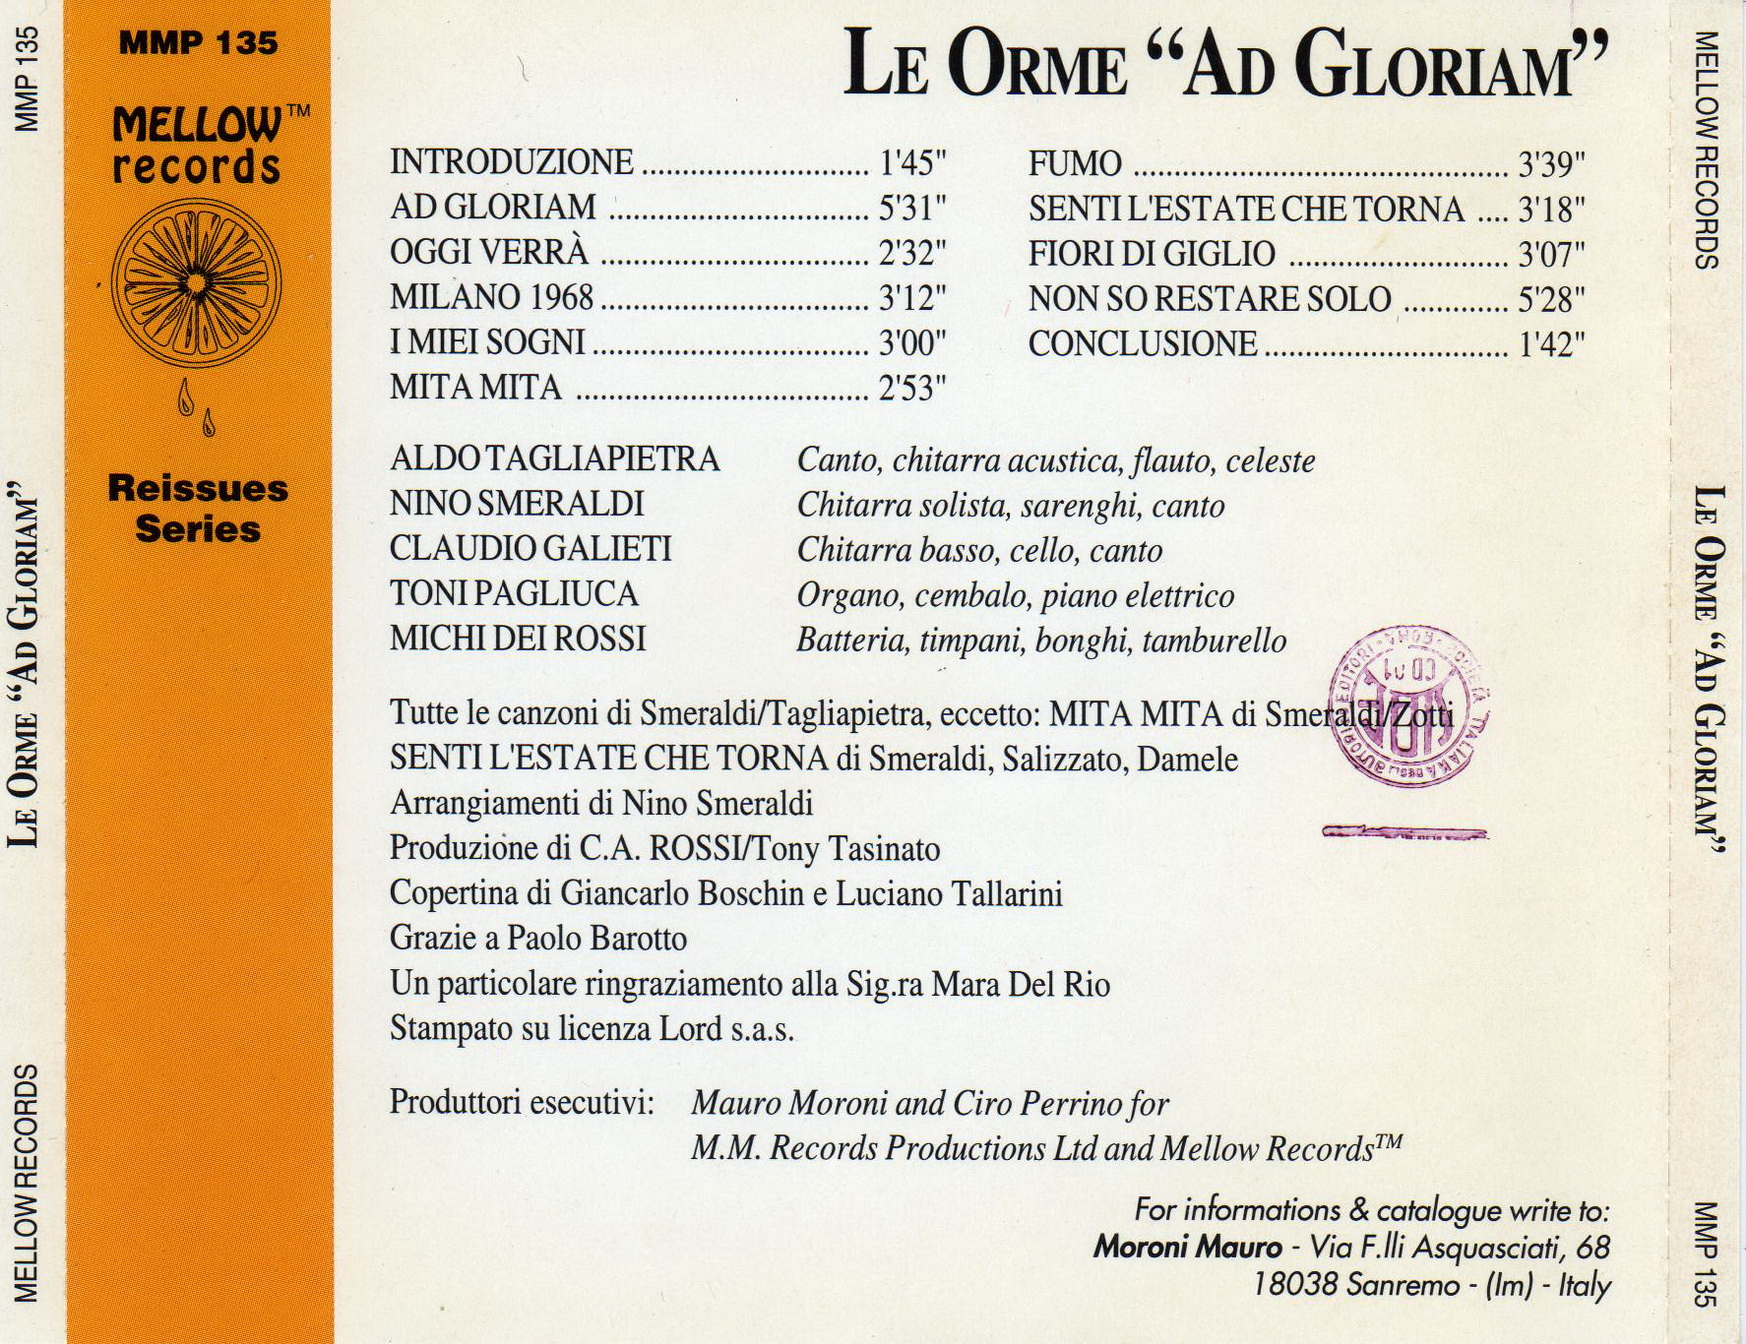 MMP 135
MELLOW RECORDS
LE ORME “AD GLORIAM”
MMP 135
MELLOW™
records
Reissues
Series
LE ORME “AD GLORIAM”
INTRODUZIONE .......................... 1'45"
AD GLORIAM .............................. 5'31"
OGGI VERRÀ ............................... 2'32"
MILANO 1968 ............................... 3'12"
I MIEI SOGNI ................................ 3'00"
MITA MITA .................................. 2'53"
FUMO ........................................... 3'39"
SENTI L'ESTATE CHE TORNA .... 3'18"
FIORI DI GIGLIO ......................... 3'07"
NON SO RESTARE SOLO ............ 5'28"
CONCLUSIONE ............................ 1'42"
ALDO TAGLIAPIETRA Canto, chitarra acustica, flauto, celeste
NINO SMERALDI Chitarra solista, sarenghi, canto
CLAUDIO GALIETI Chitarra basso, cello, canto
TONI PAGLIUCA Organo, cembalo, piano elettrico
MICHI DEI ROSSI Batteria, timpani, bonghi, tamburello
Tutte le canzoni di Smeraldi/Tagliapietra, eccetto: MITA MITA di Smeraldi/Zotti
SENTI L'ESTATE CHE TORNA di Smeraldi, Salizzato, Damele
Arrangiamenti di Nino Smeraldi
Produzione di C.A. ROSSI/Tony Tasinato
Copertina di Giancarlo Boschin e Luciano Tallarini
Grazie a Paolo Barotto
Un particolare ringraziamento alla Sig.ra Mara Del Rio
Stampato su licenza Lord s.a.s.
Produttori esecutivi: Mauro Moroni and Ciro Perrino for
M.M. Records Productions Ltd and Mellow Records™
For informations & catalogue write to:
Moroni Mauro - Via F.lli Asquasciati, 68
18038 Sanremo - (Im) - Italy
SOCIETÀ ITALIANA DEGLI AUTORI ED EDITORI - ROMA
SIAE
MELLOW RECORDS
LE ORME “AD GLORIAM”
MMP 135